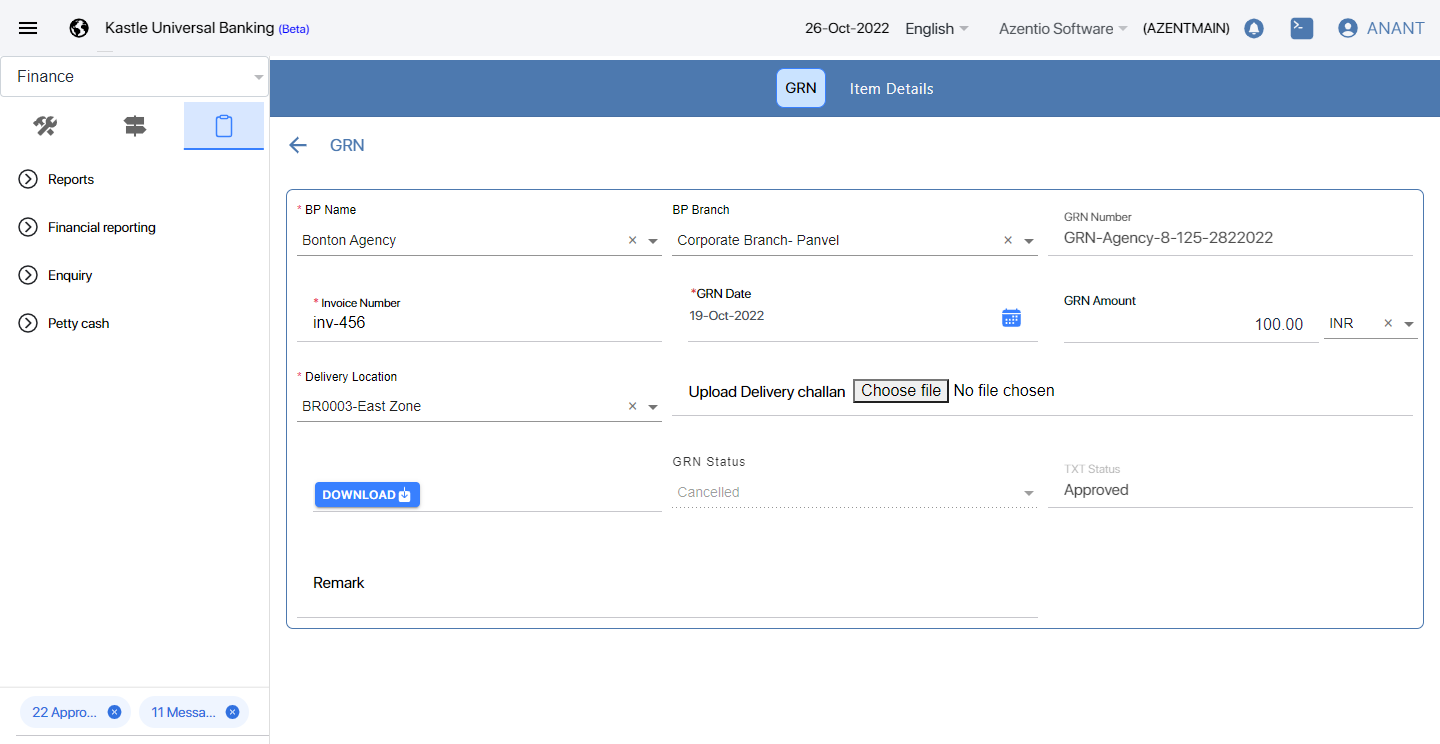 Kastle Universal Banking (Beta)
26-Oct-2022
English
Azentio Software
(AZENTMAIN)
ANANT
Finance
Reports
Financial reporting
Enquiry
Petty cash
22 Appro...
11 Messa...
GRN
Item Details
GRN
* BP Name
Bonton Agency
BP Branch
Corporate Branch- Panvel
GRN Number
GRN-Agency-8-125-2822022
* Invoice Number
inv-456
*GRN Date
19-Oct-2022
GRN Amount
100.00
INR
* Delivery Location
BR0003-East Zone
Upload Delivery challan Choose file No file chosen
DOWNLOAD
GRN Status
Cancelled
TXT Status
Approved
Remark